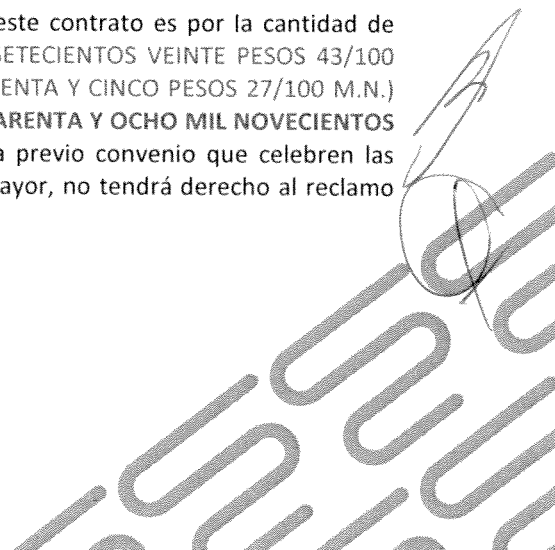 este contrato es por la cantidad de
SETECIENTOS VEINTE PESOS 43/100
ENTA Y CINCO PESOS 27/100 M.N.)
ARENTA Y OCHO MIL NOVECIENTOS
a previo convenio que celebren las
ayor, no tendrá derecho al reclamo